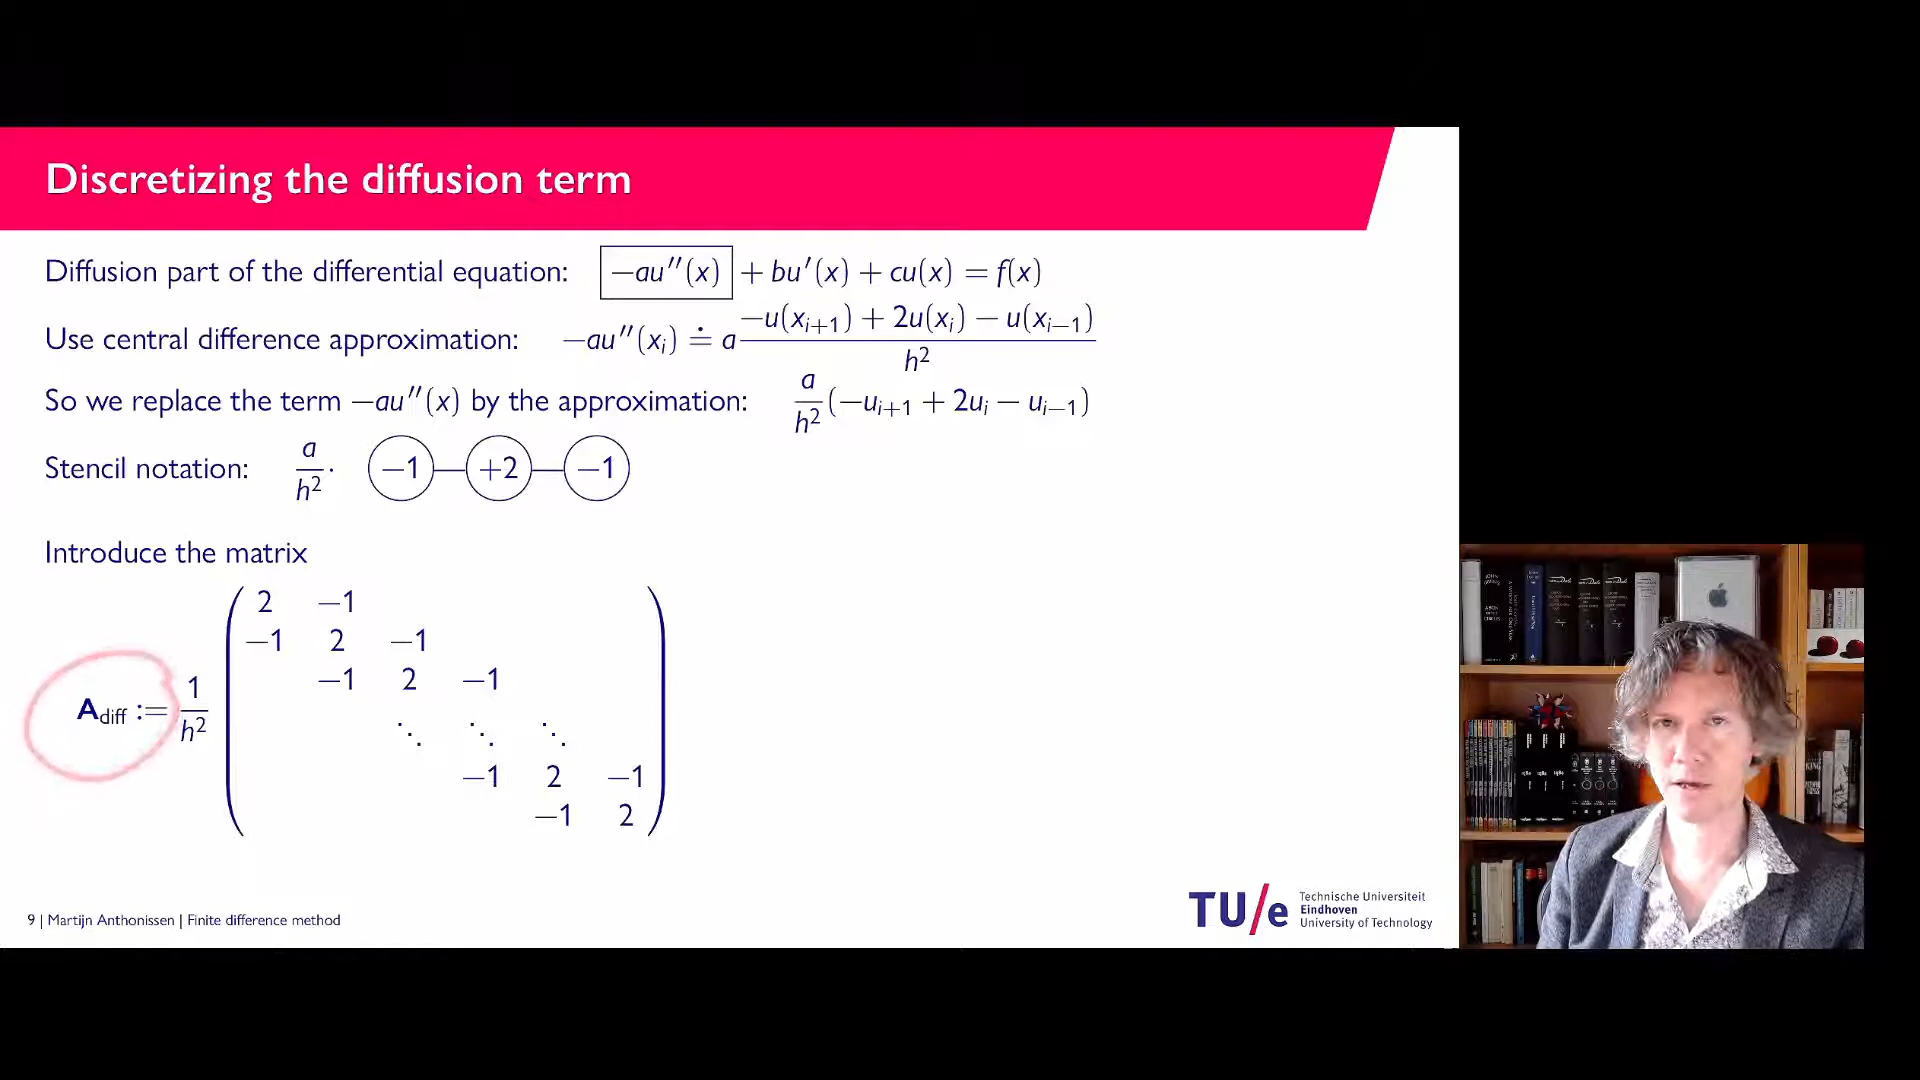 Discretizing the diffusion term
Diffusion part of the differential equation: −au′′(x) + bu′(x) + cu(x) = f(x)
Use central difference approximation: −au′′(xᵢ) ≐ a (−u(xᵢ₊₁) + 2u(xᵢ) − u(xᵢ₋₁)) / h²
So we replace the term −au′′(x) by the approximation: a/h² (−uᵢ₊₁ + 2uᵢ − uᵢ₋₁)
Stencil notation: a/h² · −1 +2 −1
Introduce the matrix
2 −1
−1 2 −1
−1 2 −1
A_diff := 1/h²
⋱ ⋱ ⋱
−1 2 −1
−1 2
9 | Martijn Anthonissen | Finite difference method
TU/e Technische Universiteit
Eindhoven
University of Technology